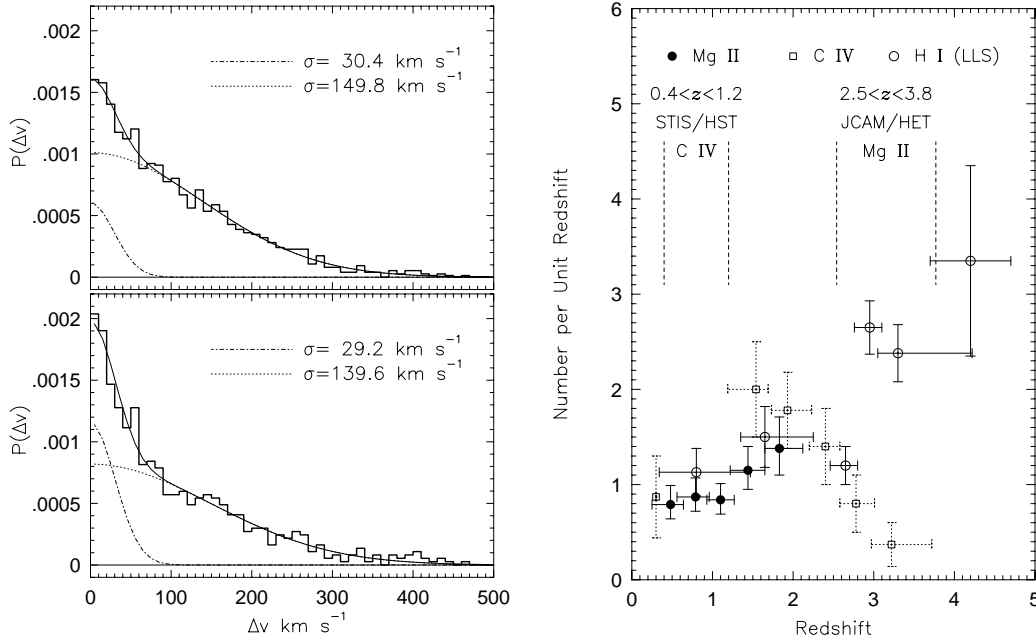 .002
.0015
.001
.0005
0
P(Δv)
σ= 30.4 km s⁻¹
σ=149.8 km s⁻¹
.002
.0015
.001
.0005
0
P(Δv)
σ= 29.2 km s⁻¹
σ=139.6 km s⁻¹
0 100 200 300 400 500
Δv km s⁻¹
6
5
4
3
2
1
0
Number per Unit Redshift
Mg II C IV H I (LLS)
0.4<z<1.2 2.5<z<3.8
STIS/HST JCAM/HET
C IV Mg II
0 1 2 3 4 5
Redshift